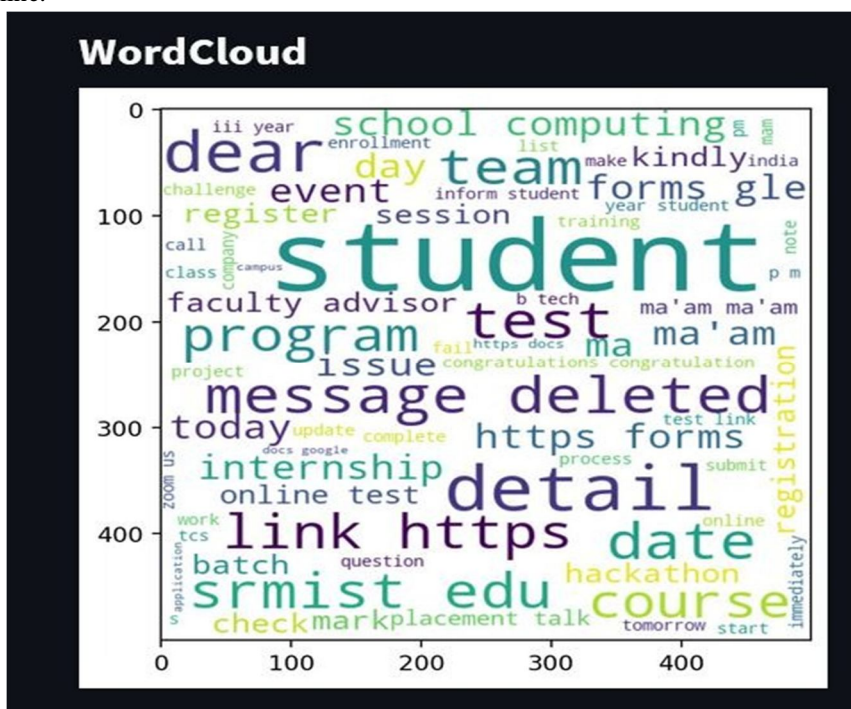 WordCloud
0
iii year school computing pm mam
dear enrollment list
day team make kindly india
challenge event inform student forms gle
register session year student
100
training note
call company student
class campus p m
faculty advisor b tech test ma'am ma'am
200
program fail https docs ma ma'am
issue congratulations congratulation
project registration
message deleted
300
today update complete https forms test link
docs google
zoom us internship process submit
online test detail
work link https online
400
tcs date
application batch question hackathon immediately
srmist edu course
s check mark placement talk tomorrow start
0 100 200 300 400